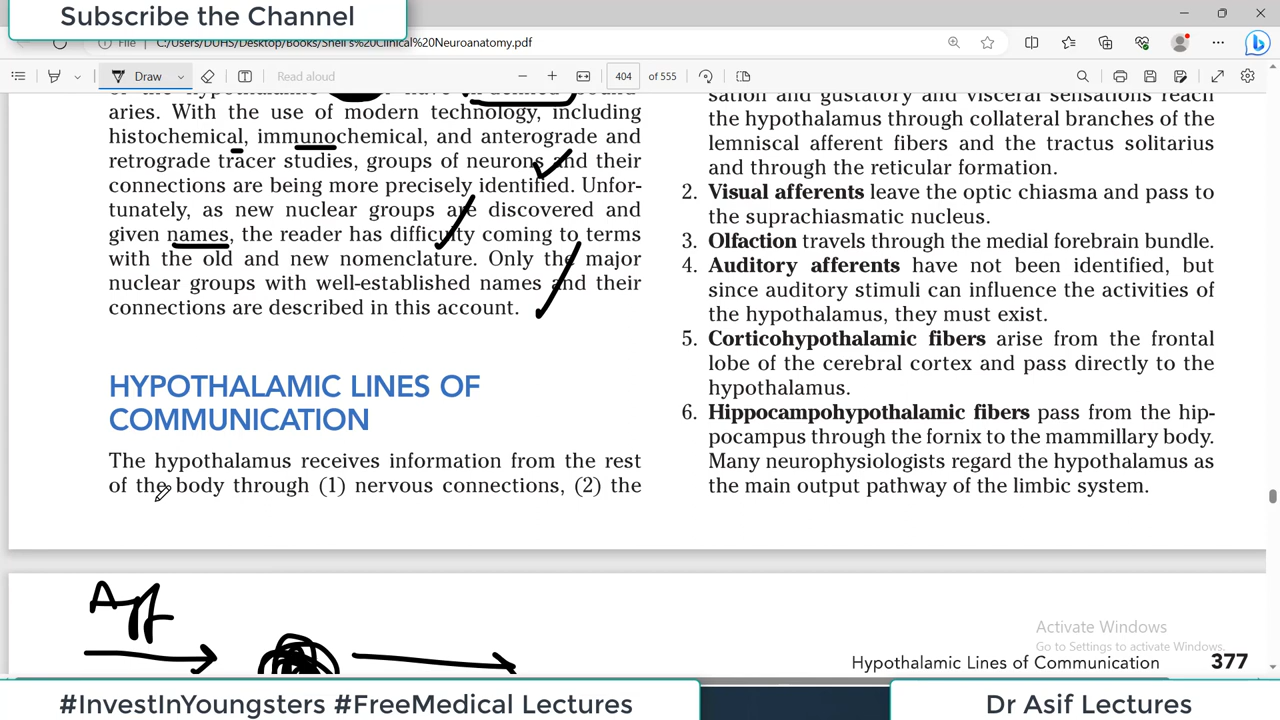 Subscribe the Channel
File
C:/Users/DUHS/Desktop/Books/Snell's%20Clinical%20Neuroanatomy.pdf
Draw
Read aloud
404
of 555
aries. With the use of modern technology, including
histochemical, immunochemical, and anterograde and
retrograde tracer studies, groups of neurons and their
connections are being more precisely identified. Unfor-
tunately, as new nuclear groups are discovered and
given names, the reader has difficulty coming to terms
with the old and new nomenclature. Only the major
nuclear groups with well-established names and their
connections are described in this account.
HYPOTHALAMIC LINES OF
COMMUNICATION
The hypothalamus receives information from the rest
of the body through (1) nervous connections, (2) the
sation and gustatory and visceral sensations reach
the hypothalamus through collateral branches of the
lemniscal afferent fibers and the tractus solitarius
and through the reticular formation.
2. Visual afferents leave the optic chiasma and pass to
the suprachiasmatic nucleus.
3. Olfaction travels through the medial forebrain bundle.
4. Auditory afferents have not been identified, but
since auditory stimuli can influence the activities of
the hypothalamus, they must exist.
5. Corticohypothalamic fibers arise from the frontal
lobe of the cerebral cortex and pass directly to the
hypothalamus.
6. Hippocampohypothalamic fibers pass from the hip-
pocampus through the fornix to the mammillary body.
Many neurophysiologists regard the hypothalamus as
the main output pathway of the limbic system.
Aff
Activate Windows
Go to Settings to activate Windows.
Hypothalamic Lines of Communication 377
#InvestInYoungsters #FreeMedical Lectures
Dr Asif Lectures